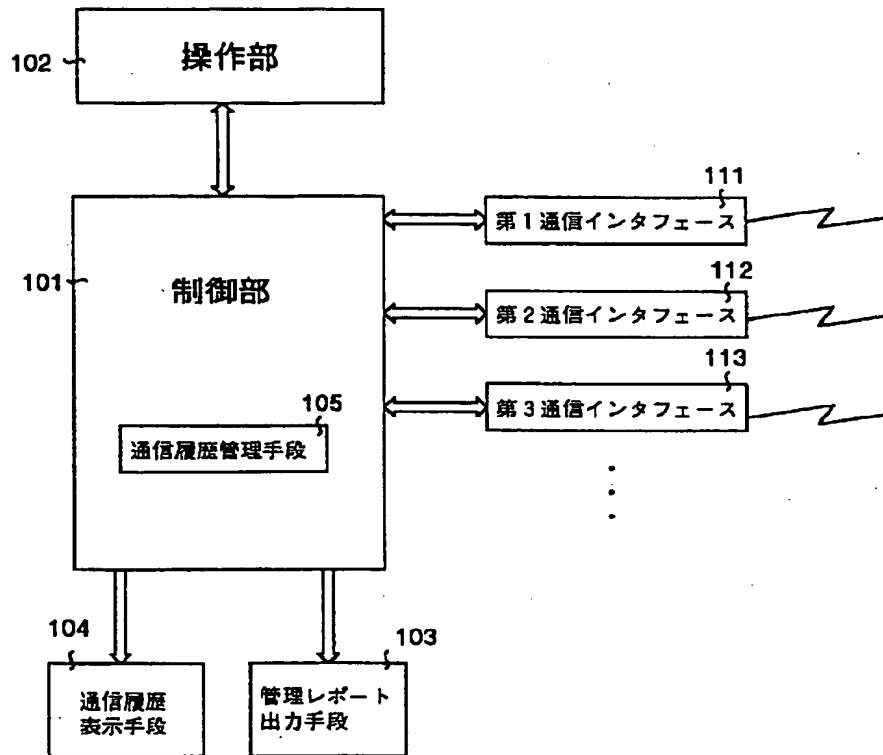 102
操作部
111
第1通信インタフェース
101
制御部
112
第2通信インタフェース
113
第3通信インタフェース
105
通信履歴管理手段
104
通信履歴
表示手段
103
管理レポート
出力手段